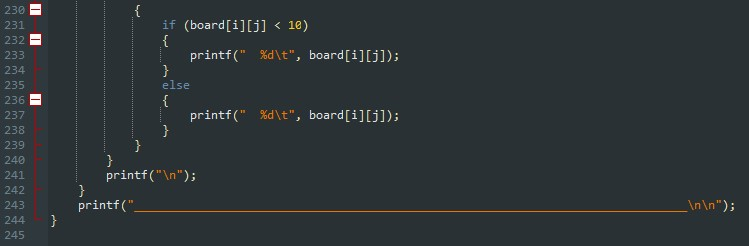 230 {
231 if (board[i][j] < 10)
232 {
233 printf("  %d\t", board[i][j]);
234 }
235 else
236 {
237 printf("  %d\t", board[i][j]);
238 }
239 }
240 }
241 printf("\n");
242 }
243 printf("_______________________________________________________________________________\n\n");
244 }
245